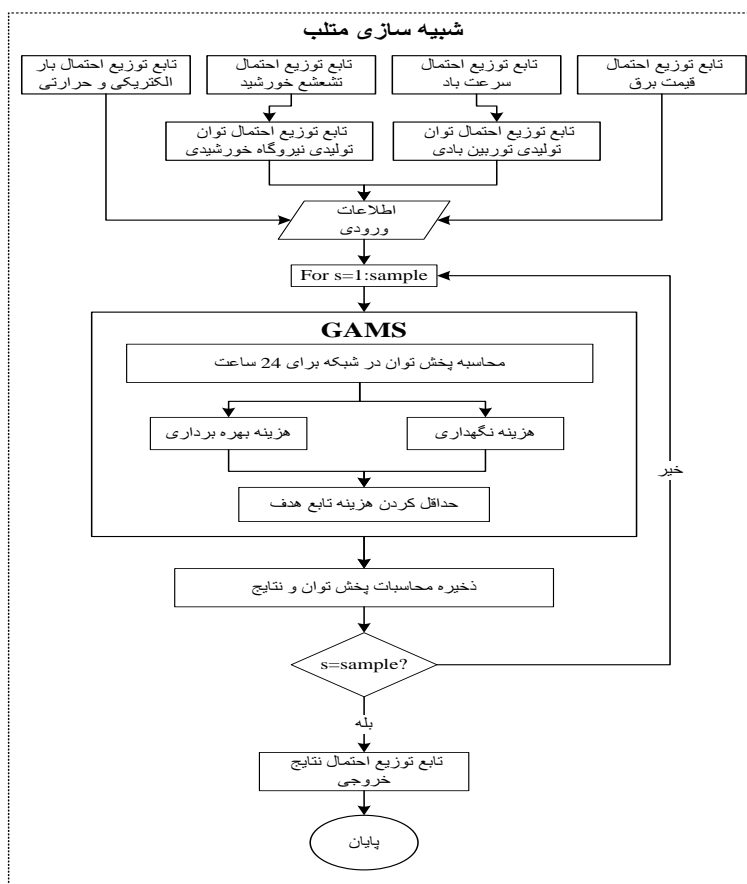 شبیه سازی متلب
تابع توزیع احتمال بار
الکتریکی و حرارتی
تابع توزیع احتمال
تشعشع خورشید
تابع توزیع احتمال
سرعت باد
تابع توزیع احتمال
قیمت برق
تابع توزیع احتمال توان
تولیدی نیروگاه خورشیدی
تابع توزیع احتمال توان
تولیدی توربین بادی
اطلاعات
ورودی
For s=1:sample
GAMS
محاسبه پخش توان در شبکه برای 24 ساعت
هزینه بهره برداری
هزینه نگهداری
حداقل کردن هزینه تابع هدف
خیر
ذخیره محاسبات پخش توان و نتایج
s=sample?
بله
تابع توزیع احتمال نتایج
خروجی
پایان